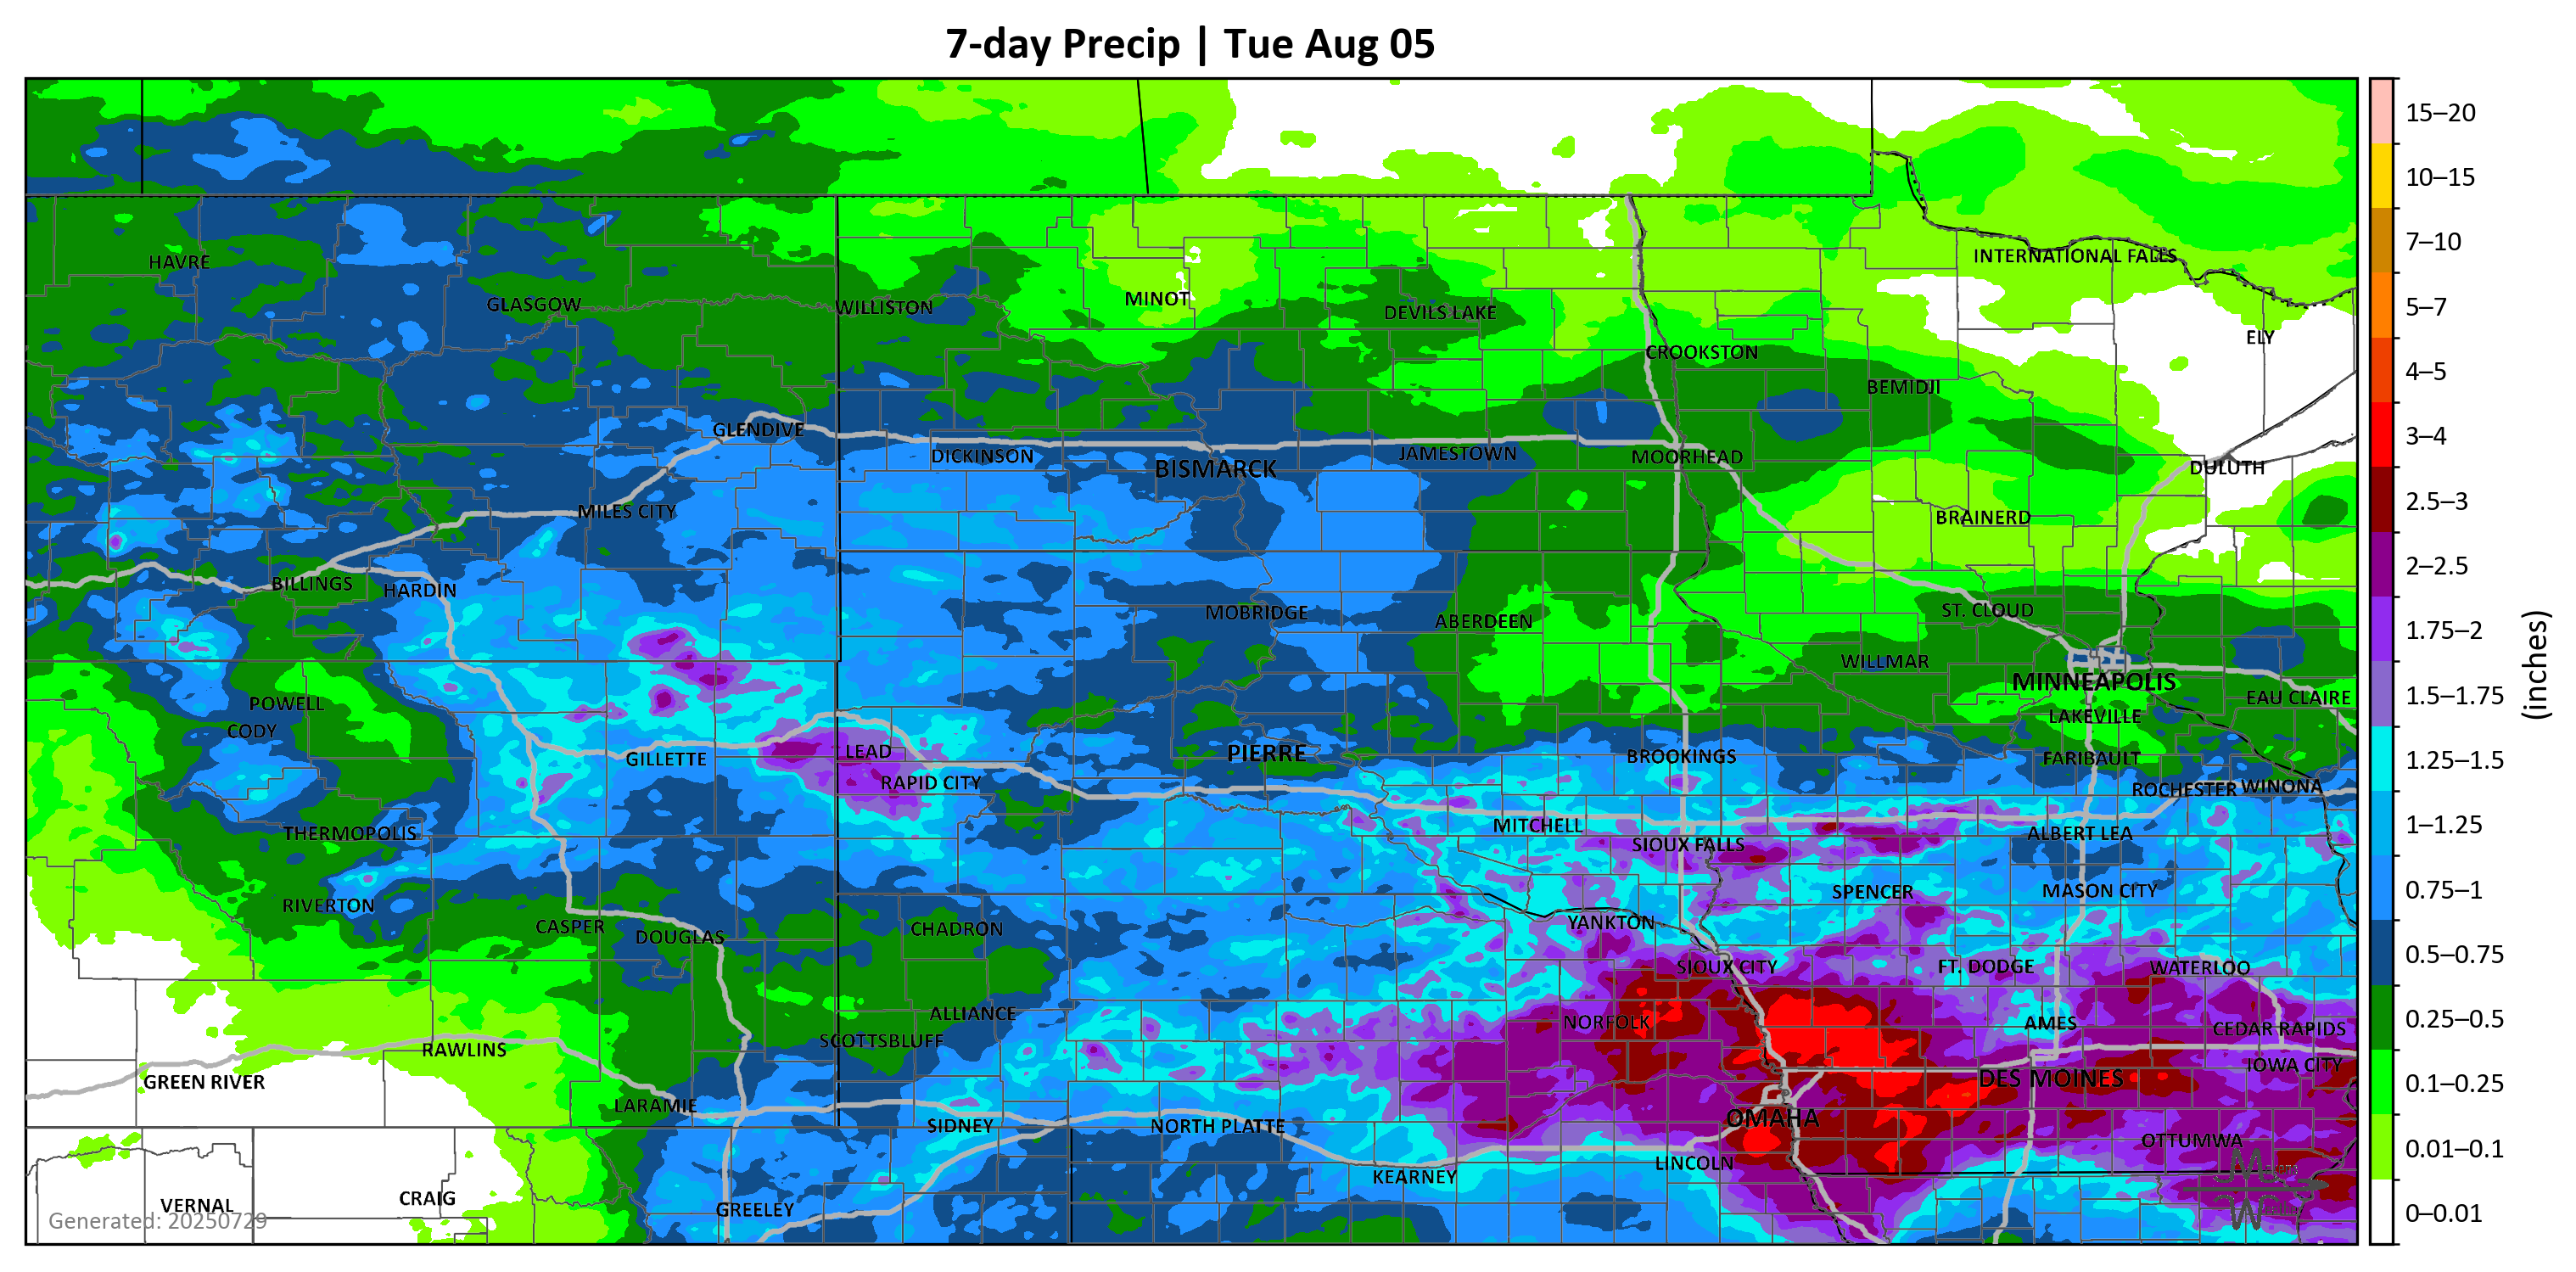 7-day Precip | Tue Aug 05
15–20
10–15
7–10
5–7
4–5
3–4
2.5–3
2–2.5
1.75–2
1.5–1.75
1.25–1.5
1–1.25
0.75–1
0.5–0.75
0.25–0.5
0.1–0.25
0.01–0.1
0–0.01
(inches)
HAVRE
INTERNATIONAL FALLS
GLASGOW
WILLISTON
MINOT
DEVILS LAKE
ELY
CROOKSTON
BEMIDJI
GLENDIVE
DICKINSON
BISMARCK
JAMESTOWN
MOORHEAD
DULUTH
MILES CITY
BRAINERD
BILLINGS
HARDIN
MOBRIDGE
ABERDEEN
ST. CLOUD
WILLMAR
MINNEAPOLIS
EAU CLAIRE
POWELL
CODY
LAKEVILLE
GILLETTE
LEAD
RAPID CITY
PIERRE
BROOKINGS
FARIBAULT
ROCHESTER
WINONA
THERMOPOLIS
MITCHELL
SIOUX FALLS
ALBERT LEA
RIVERTON
SPENCER
MASON CITY
CASPER
DOUGLAS
CHADRON
YANKTON
SIOUX CITY
FT. DODGE
WATERLOO
ALLIANCE
NORFOLK
AMES
CEDAR RAPIDS
RAWLINS
SCOTTSBLUFF
IOWA CITY
GREEN RIVER
DES MOINES
LARAMIE
SIDNEY
NORTH PLATTE
OMAHA
OTTUMWA
LINCOLN
KEARNEY
VERNAL
CRAIG
GREELEY
Generated: 20250729